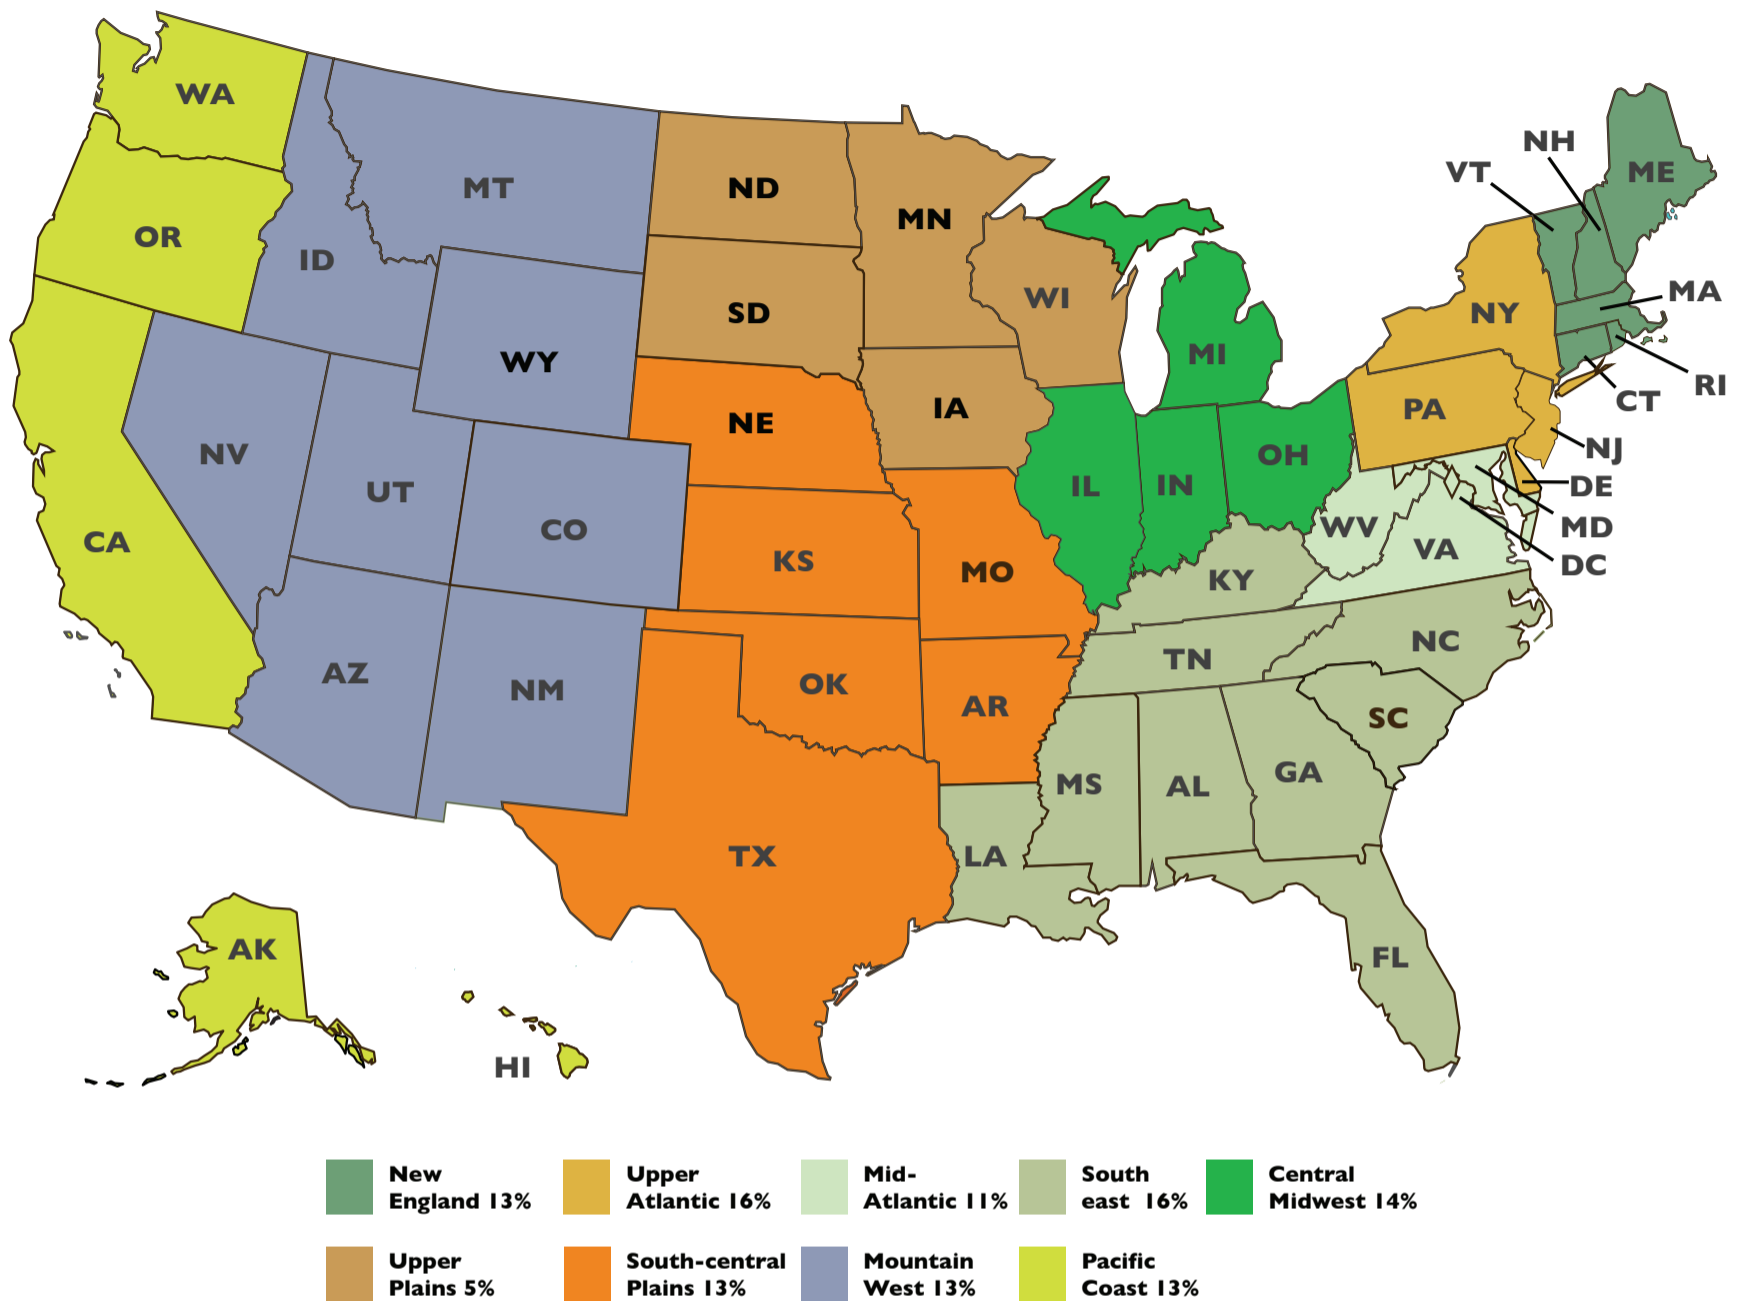 WA
MT
ND
MN
OR
ID
SD
WI
WY
NH
VT
ME
NY
MA
MI
RI
CT
PA
NE
IA
NV
UT
CO
IL
IN
OH
NJ
DE
MD
DC
CA
KS
MO
WV
VA
KY
AZ
NM
OK
AR
TN
NC
SC
TX
LA
MS
AL
GA
FL
AK
HI
New
England 13%
Upper
Atlantic 16%
Mid-
Atlantic 11%
South
east 16%
Central
Midwest 14%
Upper
Plains 5%
South-central
Plains 13%
Mountain
West 13%
Pacific
Coast 13%